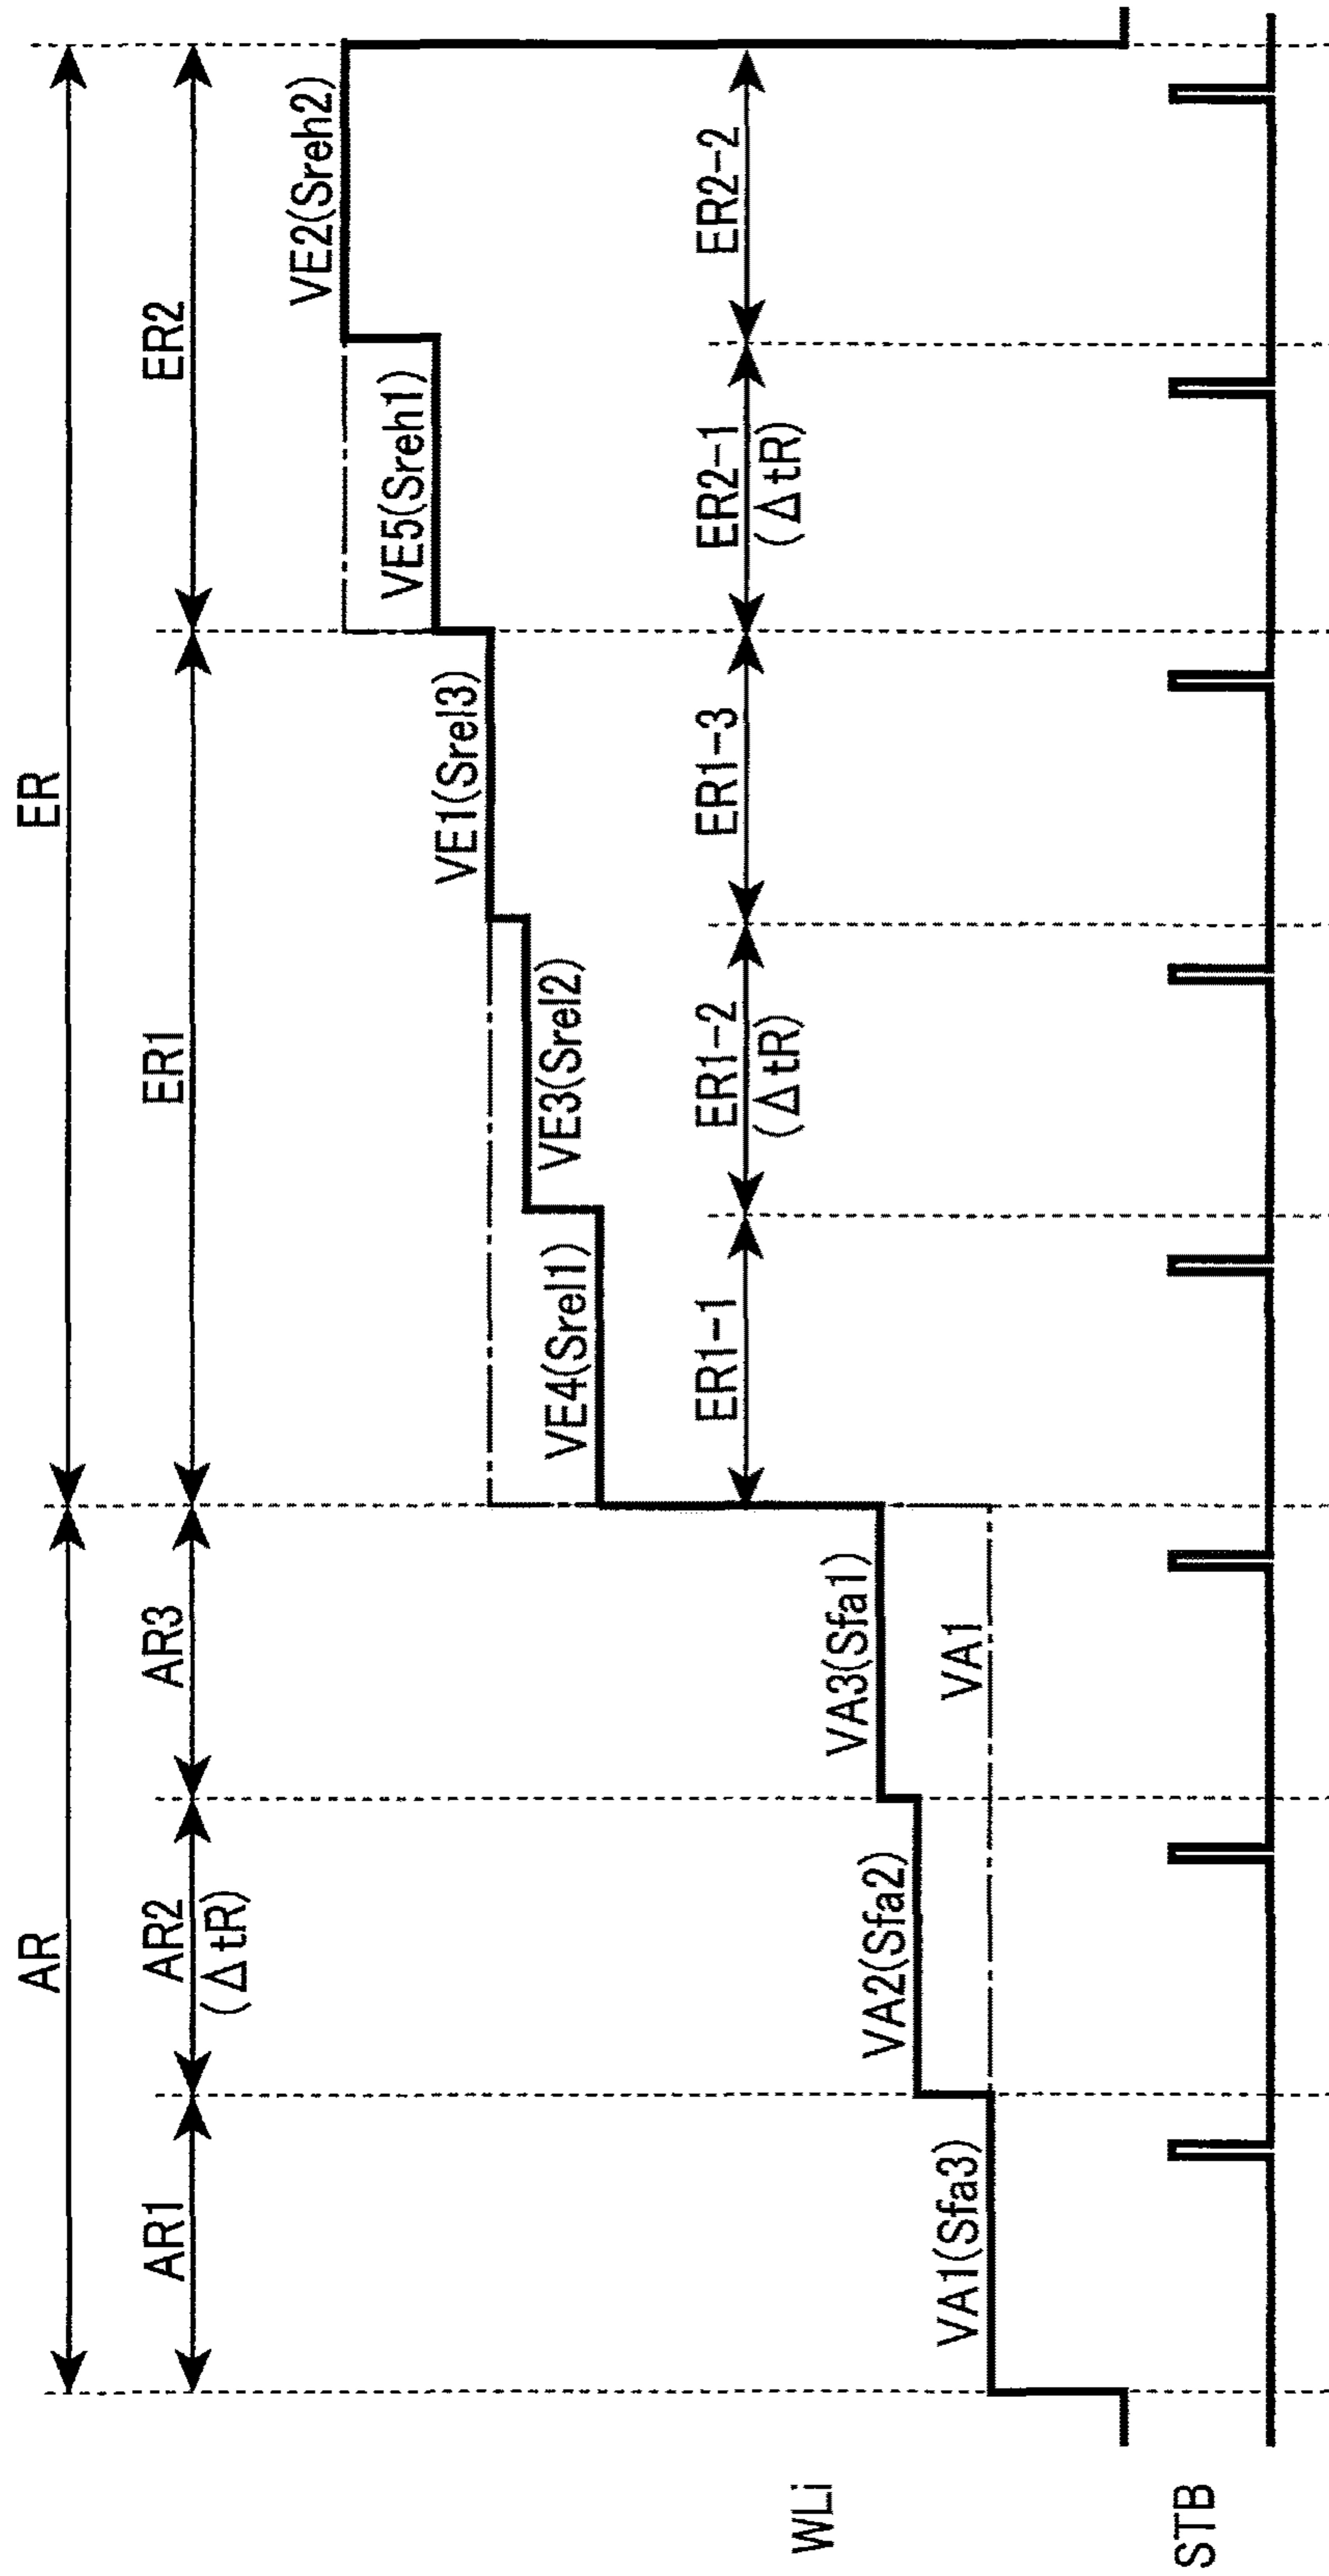 AR
ER
AR1
AR2
(ΔtR)
AR3
ER1
ER2
VE2(Sreh2)
VE5(Sreh1)
VE1(Srel3)
VE3(Srel2)
VE4(Srel1)
ER1-1
ER1-2
(ΔtR)
ER1-3
ER2-1
(ΔtR)
ER2-2
WLi
VA3(Sfa1)
VA2(Sfa2)
VA1
VA1(Sfa3)
STB